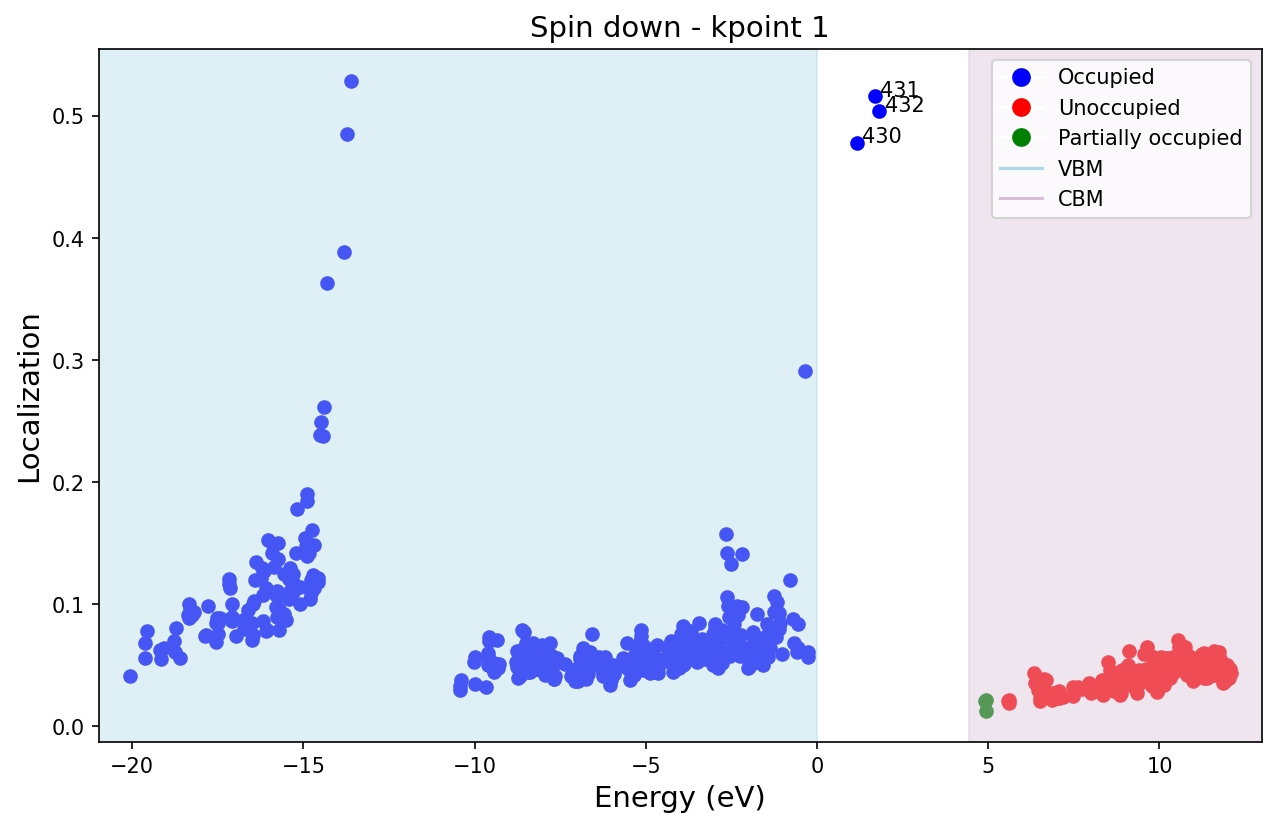 Spin down - kpoint 1
Localization
0.5
0.4
0.3
0.2
0.1
0.0
431
432
430
Occupied
Unoccupied
Partially occupied
VBM
CBM
−20
−15
−10
−5
0
5
10
Energy (eV)